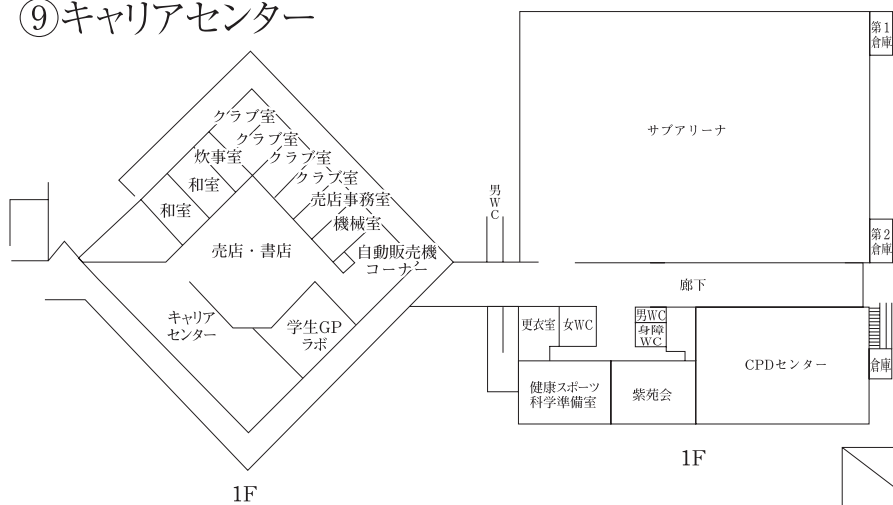 ⑨キャリアセンター
クラブ室
クラブ室
クラブ室
クラブ室
炊事室
和室
和室
売店事務室
機械室
自動販売機
コーナー
売店・書店
キャリア
センター
学生GP
ラボ
1F
男WC
サブアリーナ
第1
倉庫
第2
倉庫
廊下
更衣室
女WC
男WC
身障
WC
健康スポーツ
科学準備室
紫苑会
CPDセンター
倉庫
1F